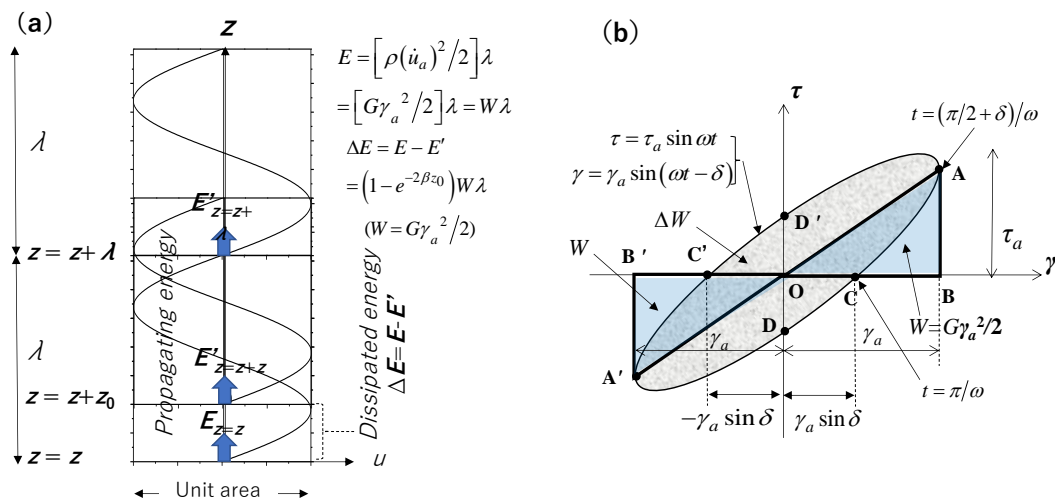 (a)
z
λ
λ
z = z+λ
z = z+z₀
z = z
E'z=z+λ
E'z=z+z
Ez=z
Propagating energy
Dissipated energy
ΔE= E-E'
u
Unit area
E = [ρ(u̇ₐ)²/2]λ
= [Gγₐ²/2]λ = Wλ
ΔE = E − E'
= (1 − e^(−2βz₀))Wλ
(W = Gγₐ²/2)
(b)
τ
t = (π/2 + δ)/ω
τ = τₐ sin ωt
γ = γₐ sin(ωt − δ)
A
D'
ΔW
W
B'
C'
τₐ
γ
O
C
B
D
W=Gγₐ²/2
γₐ
γₐ
A'
t = π/ω
−γₐ sin δ
γₐ sin δ